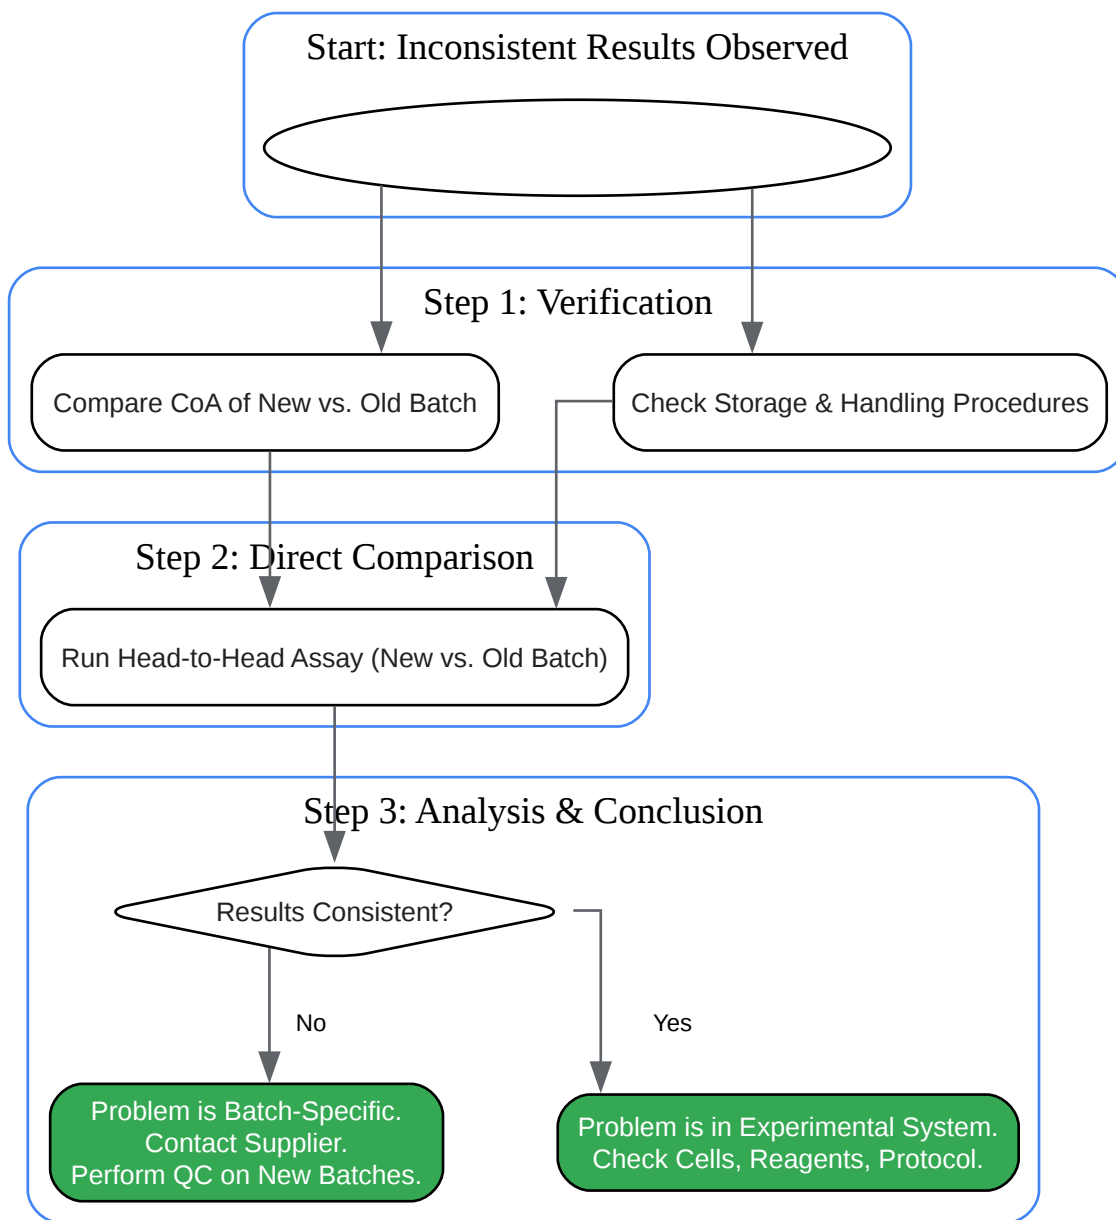 Start: Inconsistent Results Observed
Step 1: Verification
Compare CoA of New vs. Old Batch
Check Storage & Handling Procedures
Step 2: Direct Comparison
Run Head-to-Head Assay (New vs. Old Batch)
Step 3: Analysis & Conclusion
Results Consistent?
No
Yes
Problem is Batch-Specific.
Contact Supplier.
Perform QC on New Batches.
Problem is in Experimental System.
Check Cells, Reagents, Protocol.